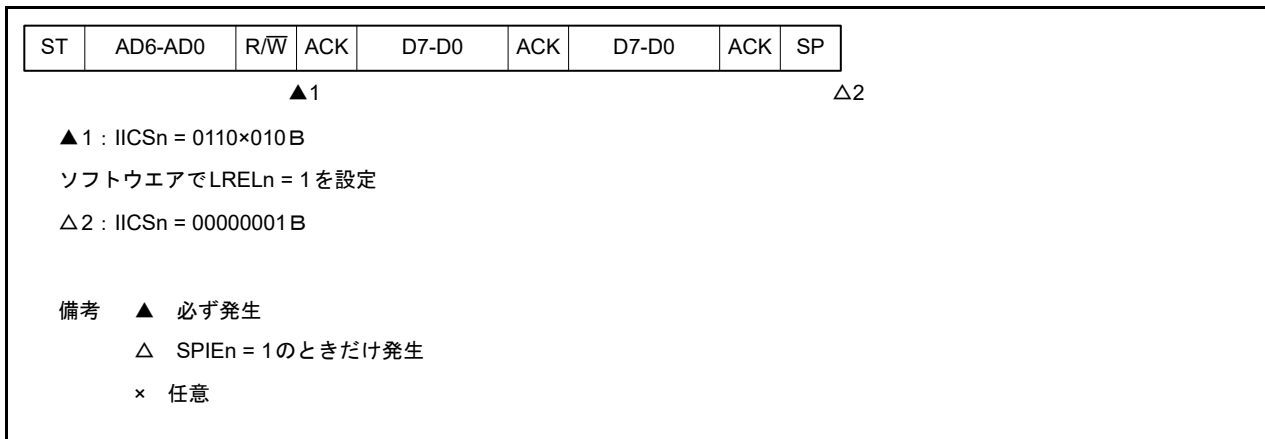 ST AD6-AD0 R/W̅ ACK D7-D0 ACK D7-D0 ACK SP
▲1 △2
▲1：IICSn = 0110×010B
ソフトウエアでLRELn = 1を設定
△2：IICSn = 00000001B
備考 ▲ 必ず発生
△ SPIEn = 1のときだけ発生
× 任意